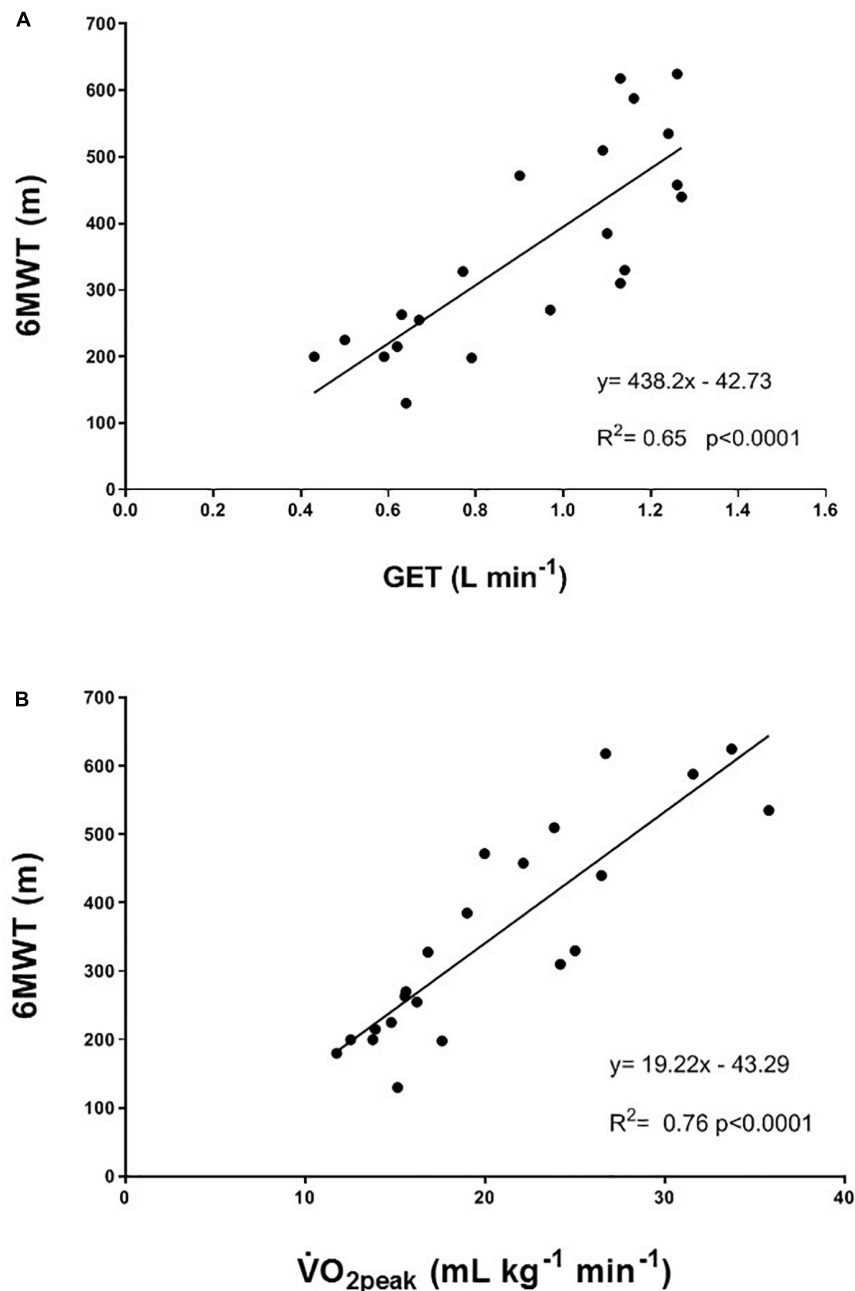 A
700
600
500
400
300
200
100
0
6MWT (m)
y= 438.2x - 42.73
R²= 0.65 p<0.0001
0.0 0.2 0.4 0.6 0.8 1.0 1.2 1.4 1.6
GET (L min⁻¹)
B
700
600
500
400
300
200
100
0
6MWT (m)
y= 19.22x - 43.29
R²= 0.76 p<0.0001
0 10 20 30 40
V̇O₂peak (mL kg⁻¹ min⁻¹)